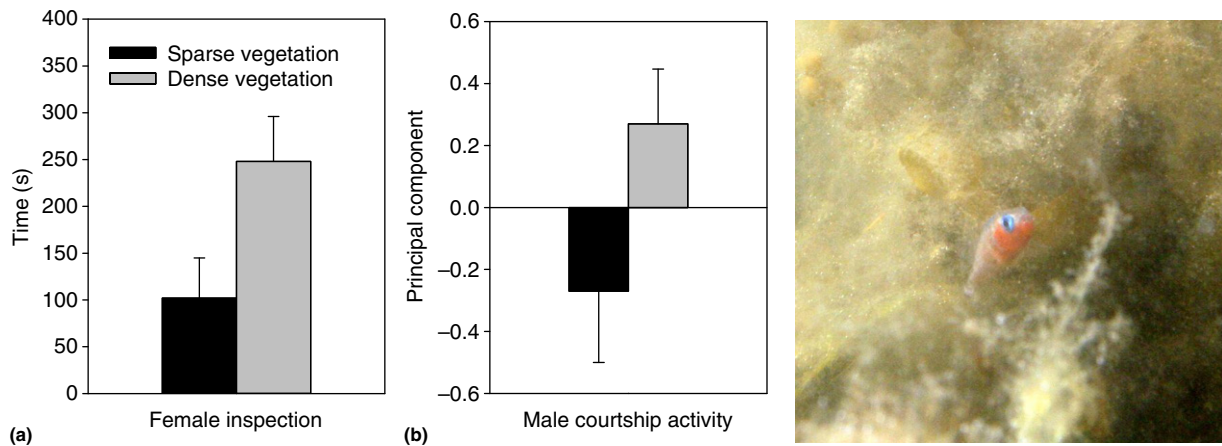 400
350
300
250
200
150
100
50
0
Time (s)
Sparse vegetation
Dense vegetation
Female inspection
(a)
0.6
0.4
0.2
0.0
–0.2
–0.4
–0.6
Principal component
Male courtship activity
(b)